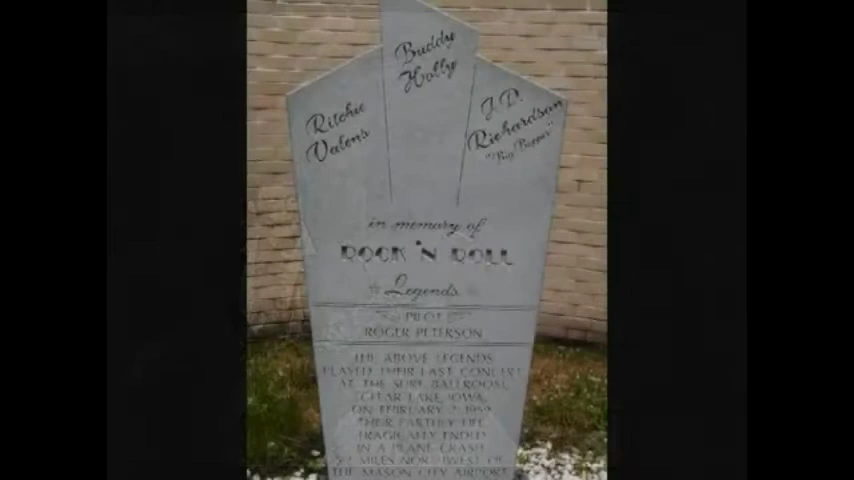 Ritchie
Valens
Buddy
Holly
J.D.
Richardson
"Big Bopper"
in memory of
ROCK 'N ROLL
Legends
PILOT
ROGER PETERSON
THE ABOVE LEGENDS
PLAYED THEIR LAST CONCERT
AT THE SURF BALLROOM,
CLEAR LAKE, IOWA,
ON FEBRUARY 2, 1959.
THEIR EARTHLY LIFE
TRAGICALLY ENDED
IN A PLANE CRASH
MILES NORTHWEST OF
THE MASON CITY AIRPORT